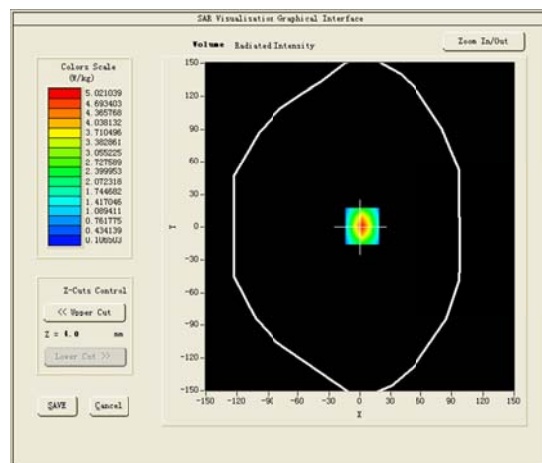 SAR Visualisation Graphical Interface
Volume Radiated Intensity
Zoom In/Out
Colors Scale
(W/kg)
5.021039
4.693403
4.365768
4.038132
3.710496
3.382861
3.055225
2.727589
2.399953
2.072318
1.744682
1.417046
1.089411
0.761775
0.434139
0.106503
Z-Cuts Control
<< Upper Cut
Z = 4.0 mm
Lower Cut >>
SAVE
Cancel
150
120
90
60
30
0
-30
-60
-90
-120
-150
Y
-150 -120 -90 -60 -30 0 30 60 90 120 150
X